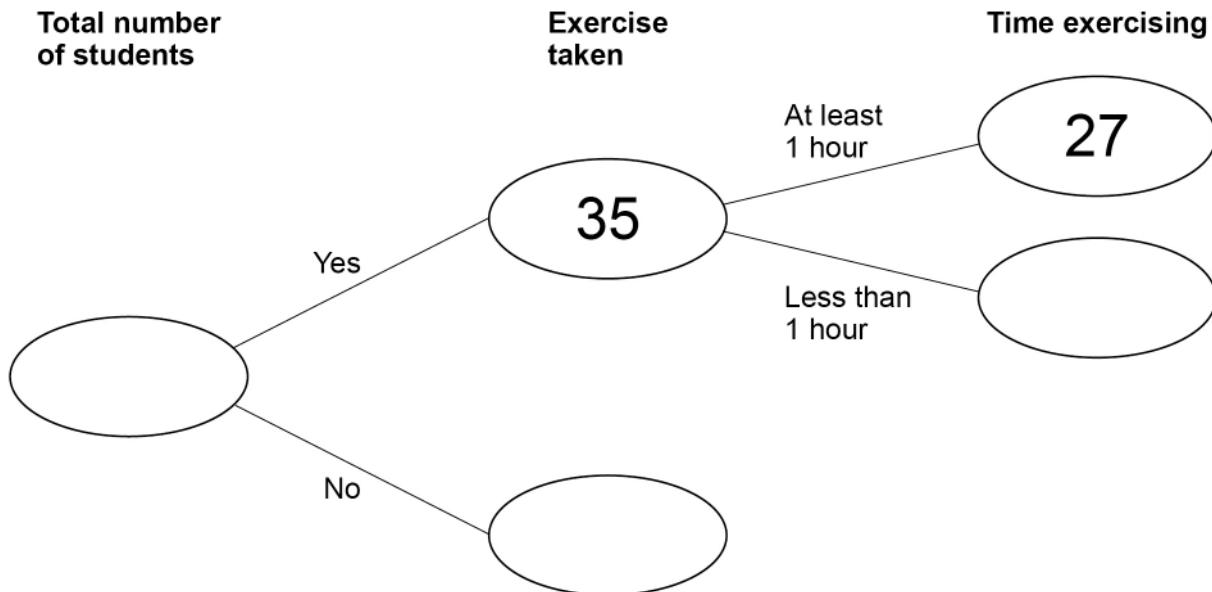 Total number
of students
Exercise
taken
Time exercising
At least
1 hour
27
35
Yes
Less than
1 hour
No